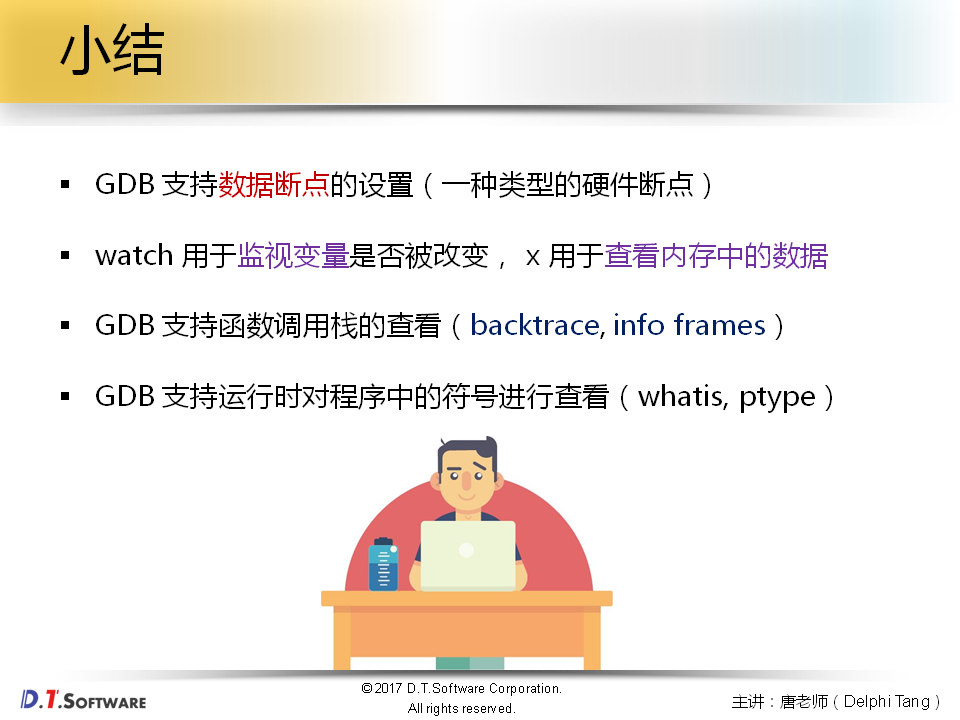 小结
▪ GDB 支持数据断点的设置（一种类型的硬件断点）
▪ watch 用于监视变量是否被改变， x 用于查看内存中的数据
▪ GDB 支持函数调用栈的查看（backtrace, info frames）
▪ GDB 支持运行时对程序中的符号进行查看（whatis, ptype）
D.T.SOFTWARE
©2017 D.T.Software Corporation.
All rights reserved.
主讲：唐老师（Delphi Tang）